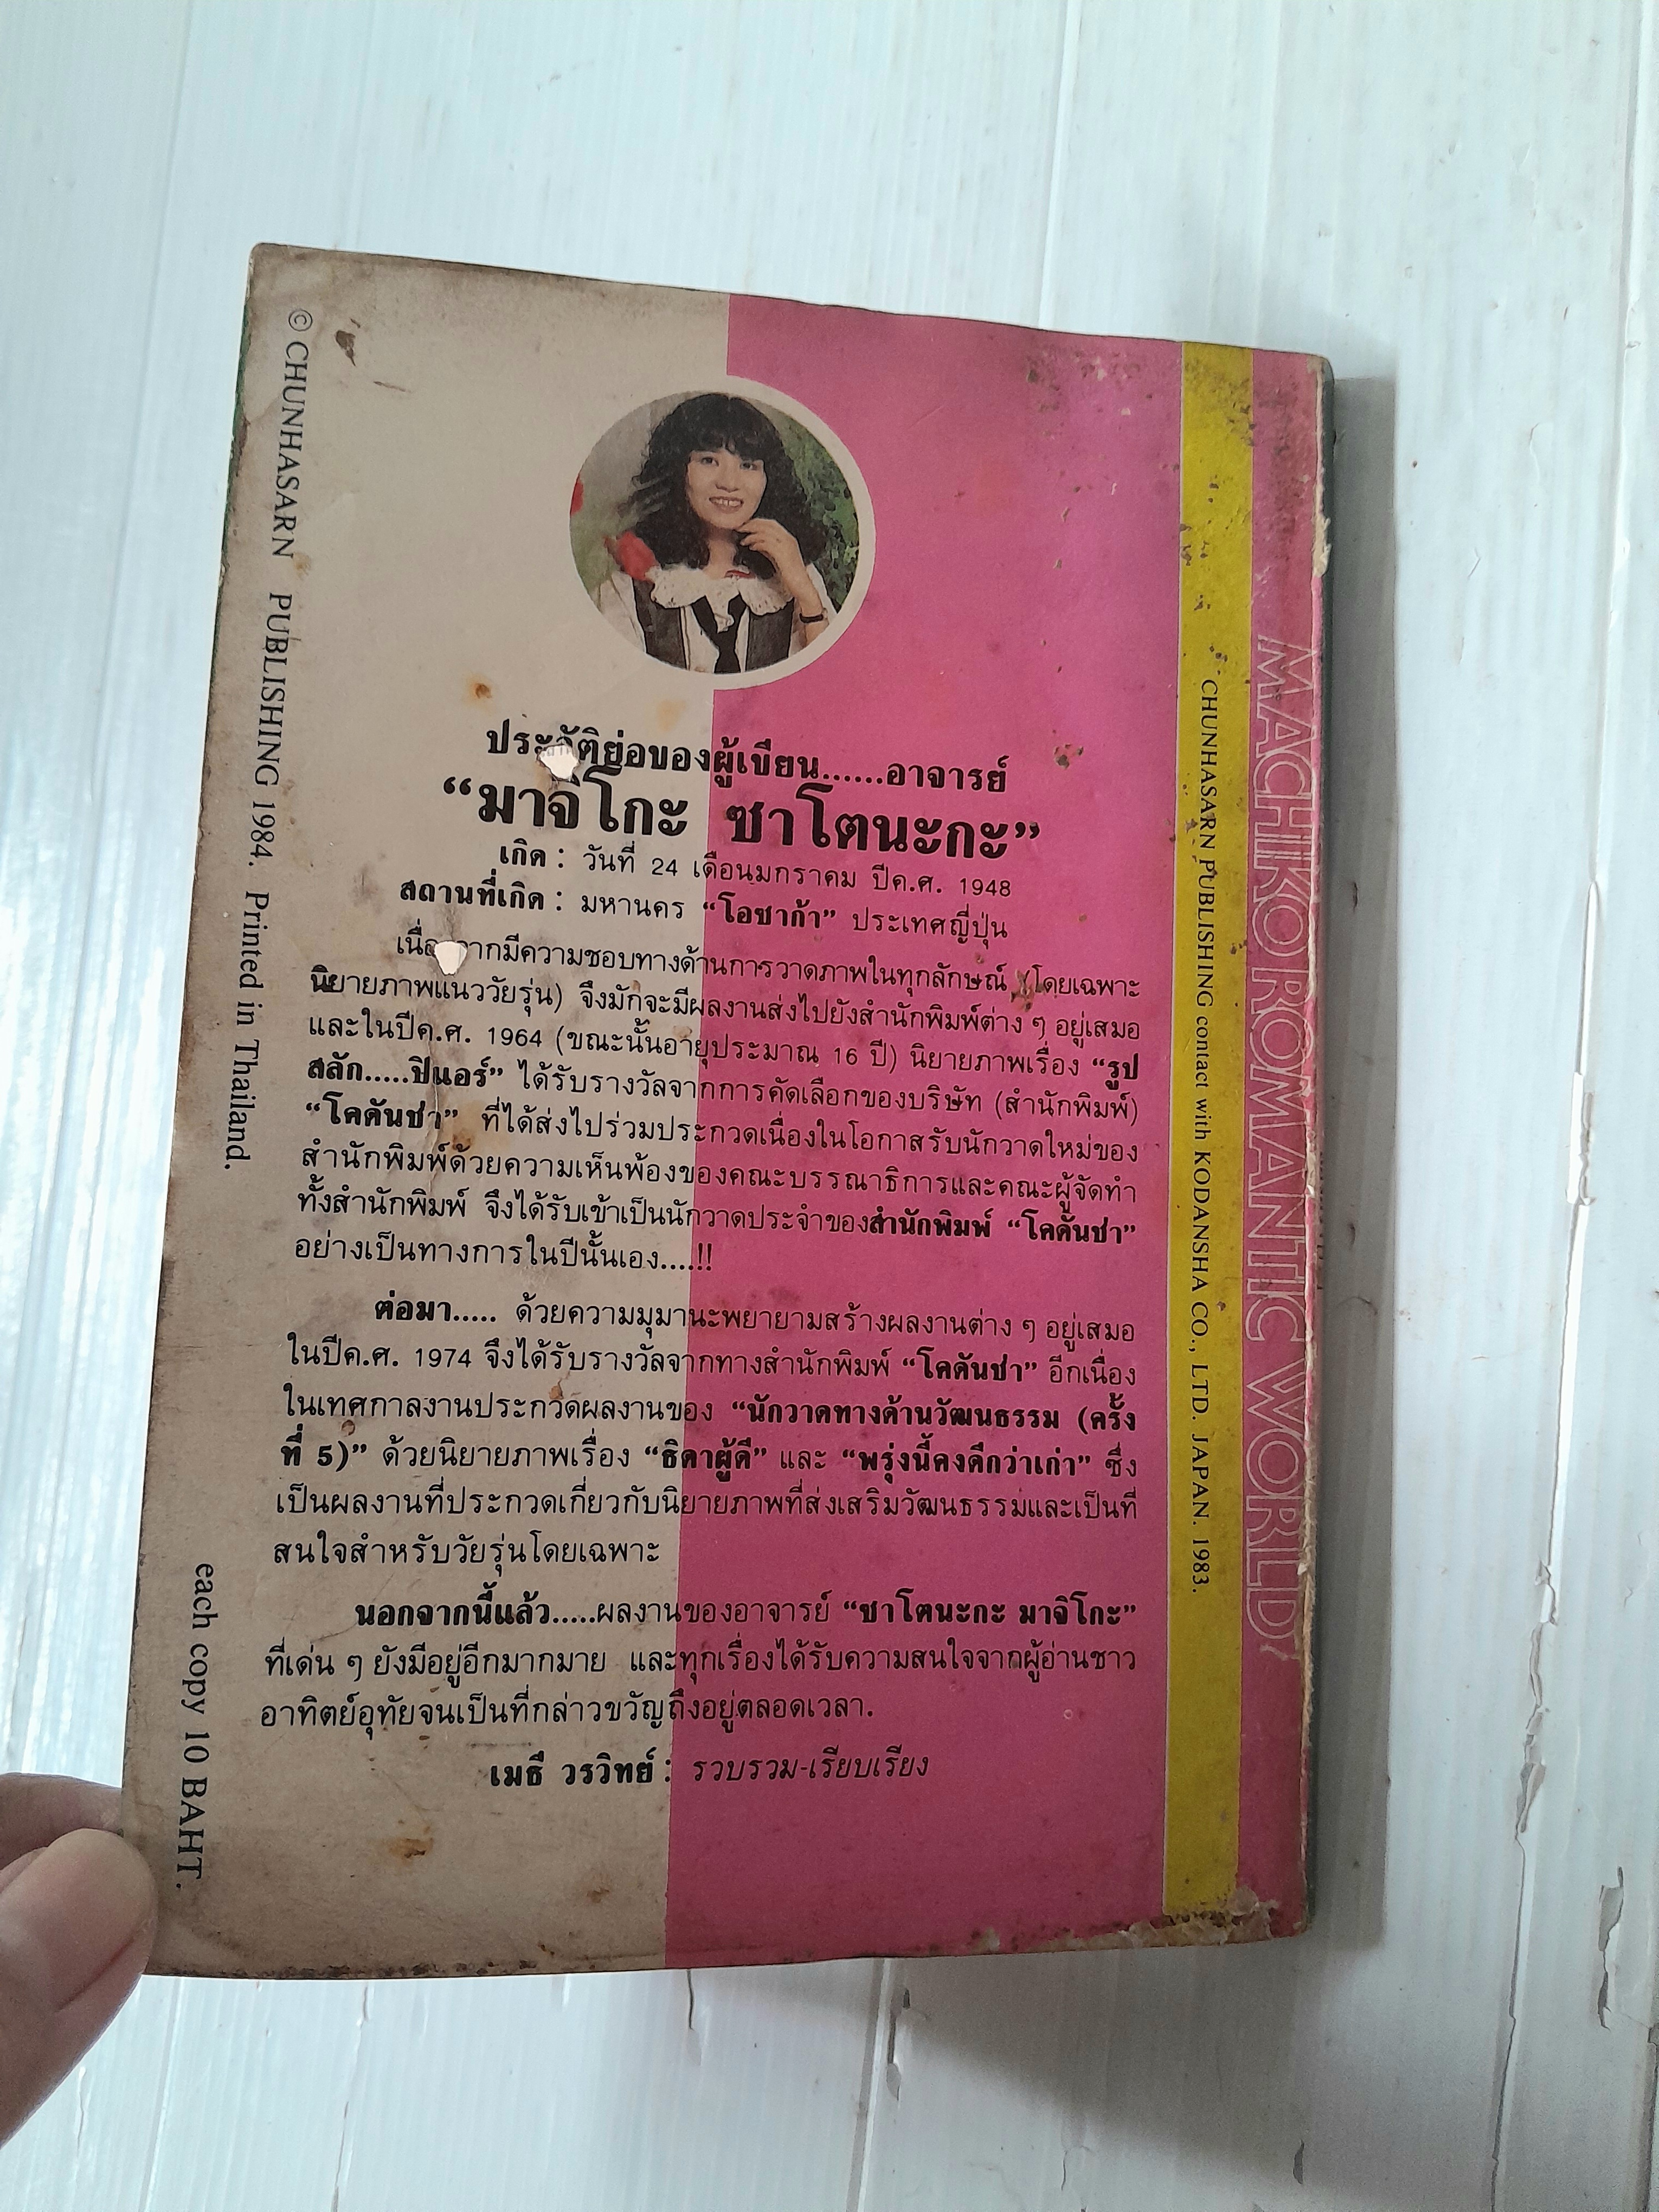 ประวัติย่อของผู้เขียน......อาจารย์
“มาจิโกะ ซาโตนะกะ”
เกิด : วันที่ 24 เดือนมกราคม ปีค.ศ. 1948
สถานที่เกิด : มหานคร “โอซาก้า” ประเทศญี่ปุ่น
เนื่องจากมีความชอบทางด้านการวาดภาพในทุกลักษณ์ (โดยเฉพาะ
นิยายภาพแนววัยรุ่น) จึงมักจะมีผลงานส่งไปยังสำนักพิมพ์ต่าง ๆ อยู่เสมอ
และในปีค.ศ. 1964 (ขณะนั้นอายุประมาณ 16 ปี) นิยายภาพเรื่อง “รูป
สลัก.....ปิแอร์” ได้รับรางวัลจากการคัดเลือกของบริษัท (สำนักพิมพ์)
“โคดันช่า” ที่ได้ส่งไปร่วมประกวดเนื่องในโอกาสรับนักวาดใหม่ของ
สำนักพิมพ์ด้วยความเห็นพ้องของคณะบรรณาธิการและคณะผู้จัดทำ
ทั้งสำนักพิมพ์ จึงได้รับเข้าเป็นนักวาดประจำของสำนักพิมพ์ “โคดันช่า”
อย่างเป็นทางการในปีนั้นเอง....!!
ต่อมา..... ด้วยความมุมานะพยายามสร้างผลงานต่าง ๆ อยู่เสมอ
ในปีค.ศ. 1974 จึงได้รับรางวัลจากทางสำนักพิมพ์ “โคดันช่า” อีกเนื่อง
ในเทศกาลงานประกวดผลงานของ “นักวาดทางด้านวัฒนธรรม (ครั้ง
ที่ 5)” ด้วยนิยายภาพเรื่อง “ธิดาผู้ดี” และ “พรุ่งนี้คงดีกว่าเก่า” ซึ่ง
เป็นผลงานที่ประกวดเกี่ยวกับนิยายภาพที่ส่งเสริมวัฒนธรรมและเป็นที่
สนใจสำหรับวัยรุ่นโดยเฉพาะ
นอกจากนี้แล้ว.....ผลงานของอาจารย์ “ซาโตนะกะ มาจิโกะ”
ที่เด่น ๆ ยังมีอยู่อีกมากมาย และทุกเรื่องได้รับความสนใจจากผู้อ่านชาว
อาทิตย์อุทัยจนเป็นที่กล่าวขวัญถึงอยู่ตลอดเวลา.
เมธี วรวิทย์ : รวบรวม-เรียบเรียง
© CHUNHASARN PUBLISHING 1984. Printed in Thailand.
each copy 10 BAHT.
CHUNHASARN PUBLISHING contact with KODANSHA CO., LTD. JAPAN. 1983.
MACHIKO ROMANTIC WORLD